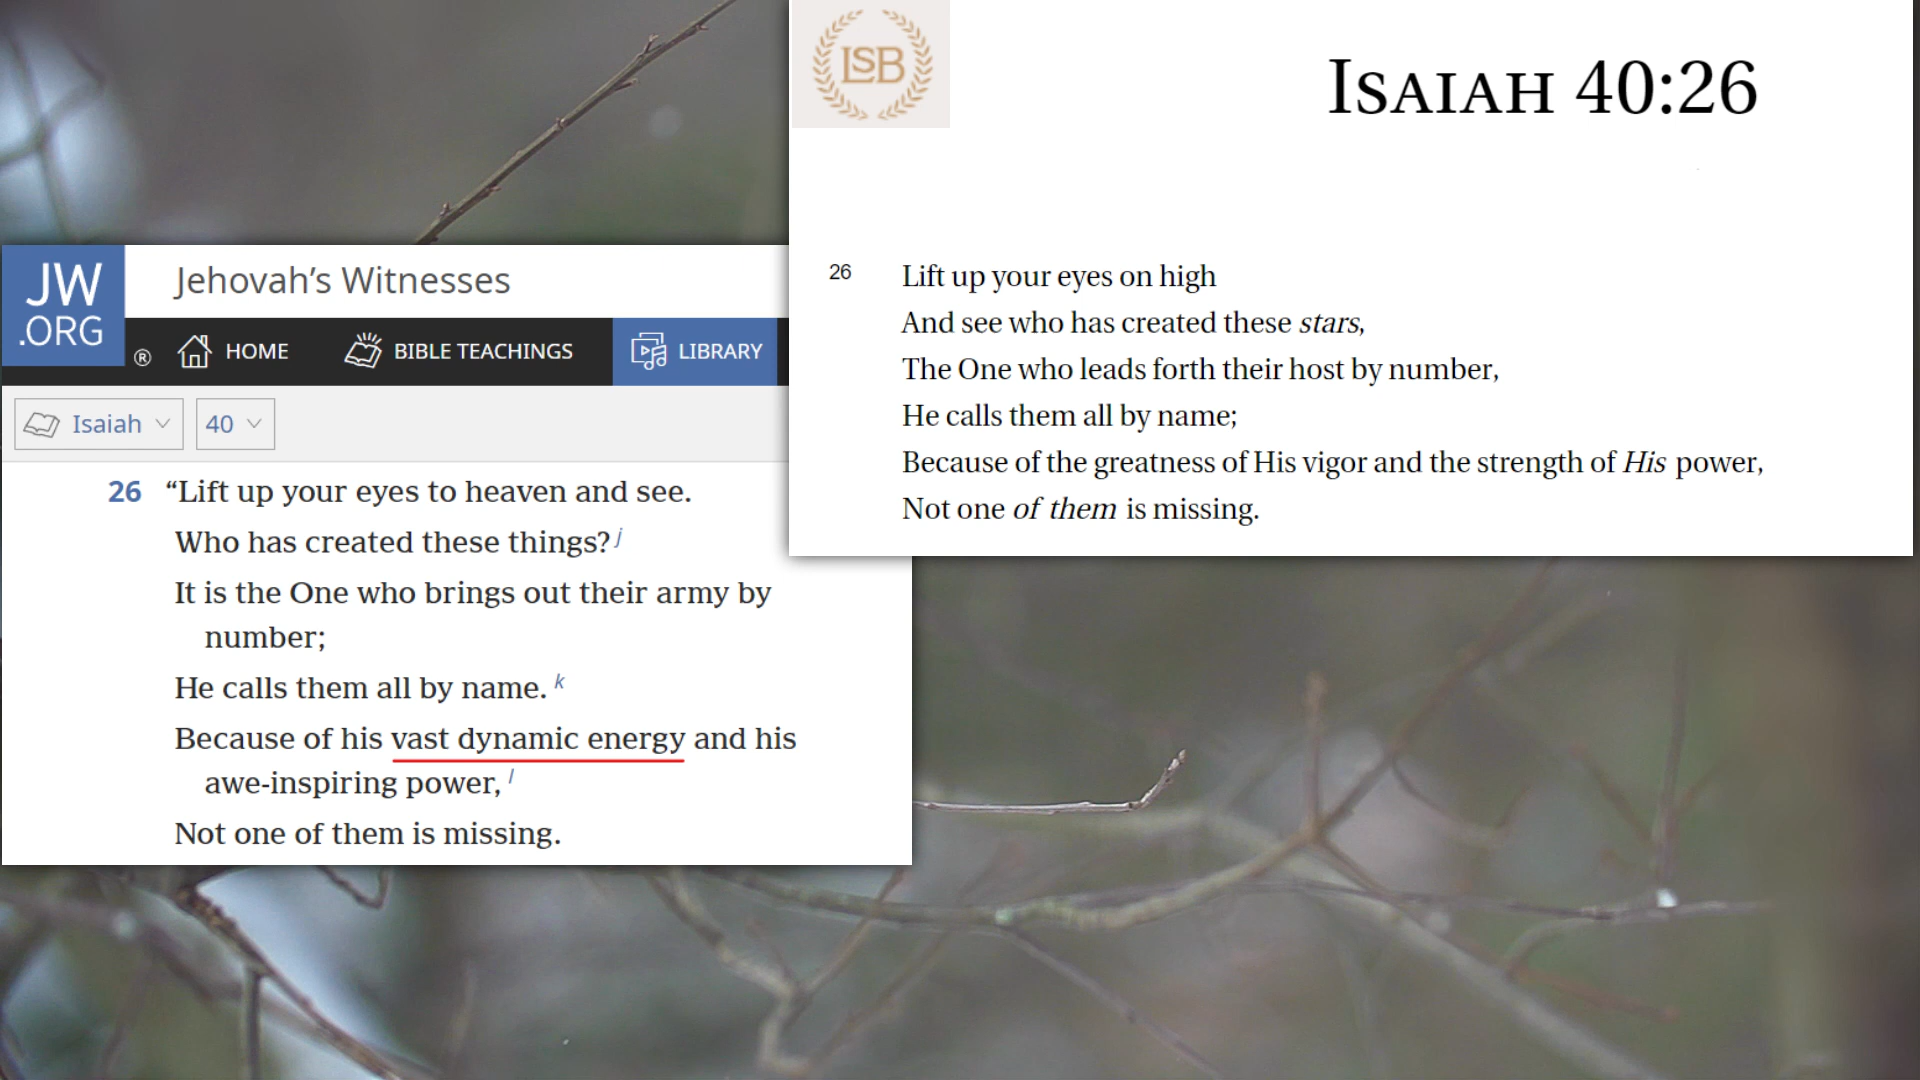 JW
.ORG
®
Jehovah’s Witnesses
HOME
BIBLE TEACHINGS
LIBRARY
Isaiah
40
26 “Lift up your eyes to heaven and see.
Who has created these things? j
It is the One who brings out their army by
number;
He calls them all by name. k
Because of his vast dynamic energy and his
awe-inspiring power, l
Not one of them is missing.
LSB
Isaiah 40:26
26 Lift up your eyes on high
And see who has created these stars,
The One who leads forth their host by number,
He calls them all by name;
Because of the greatness of His vigor and the strength of His power,
Not one of them is missing.